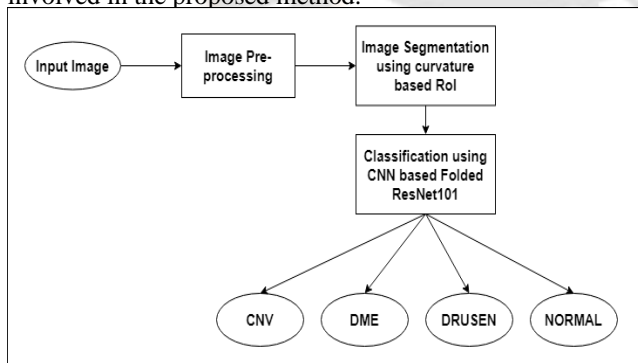 involved in the proposed method.
Input Image
Image Pre-
processing
Image Segmentation
using curvature
based RoI
Classification using
CNN based Folded
ResNet101
CNV
DME
DRUSEN
NORMAL